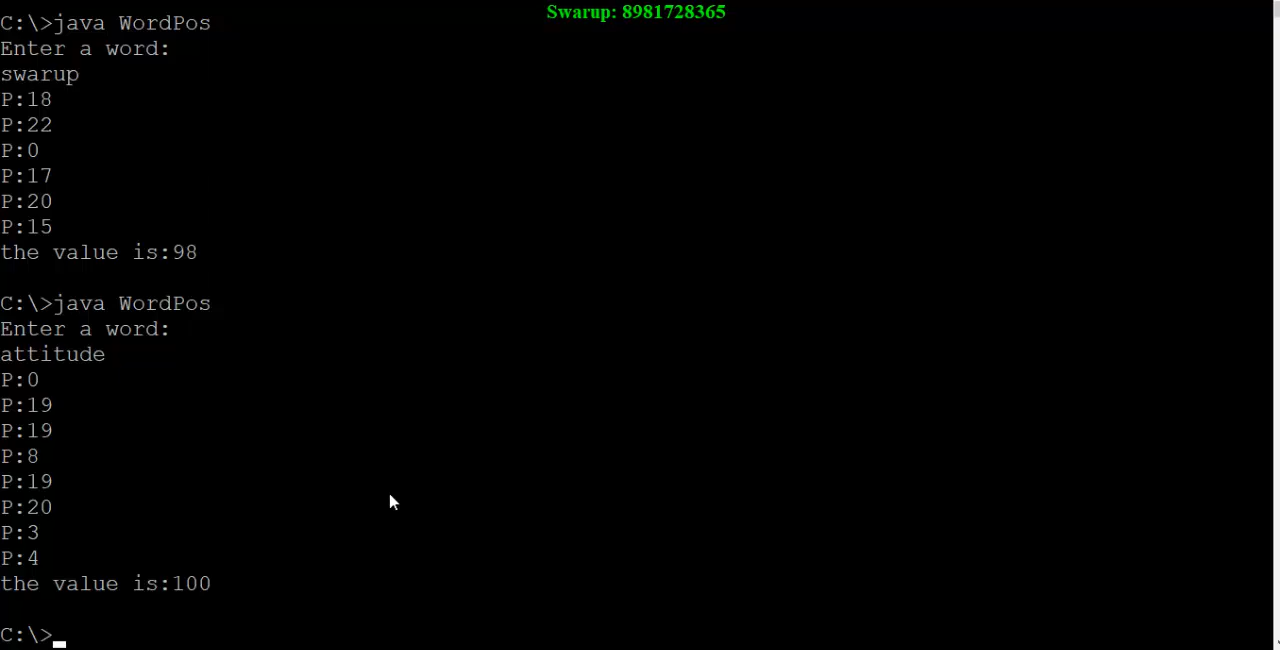 Swarup: 8981728365
C:\>java WordPos
Enter a word:
swarup
P:18
P:22
P:0
P:17
P:20
P:15
the value is:98
C:\>java WordPos
Enter a word:
attitude
P:0
P:19
P:19
P:8
P:19
P:20
P:3
P:4
the value is:100
C:\>